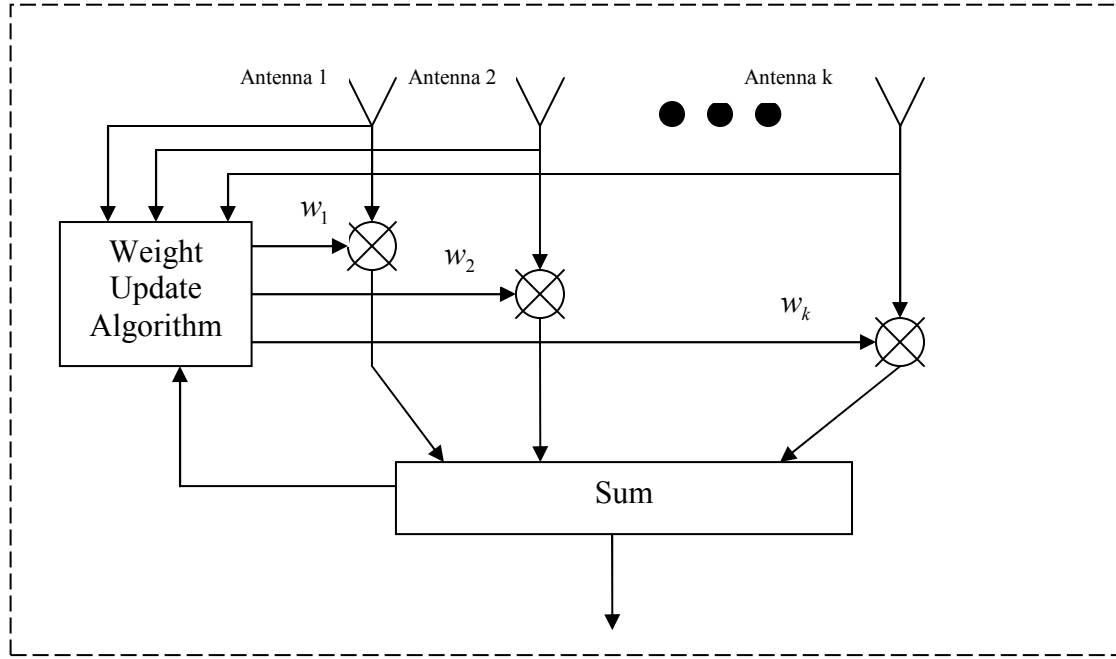 Antenna 1
Antenna 2
Antenna k
w₁
w₂
wₖ
Weight
Update
Algorithm
Sum